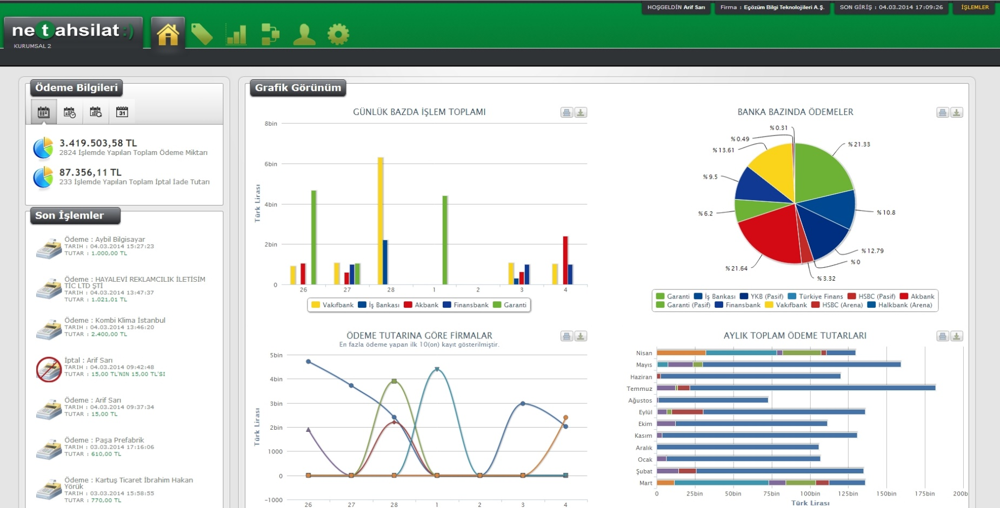 HOŞGELDİN Arif Sarı
Firma : Eçözüm Bilgi Teknolojileri A.Ş.
SON GİRİŞ : 04.03.2014 17:09:26
İŞLEMLER
netahsilat :)
KURUMSAL 2
Ödeme Bilgileri
31
3.419.503,58 TL
2824 İşlemde Yapılan Toplam Ödeme Miktarı
87.356,11 TL
233 İşlemde Yapılan Toplam İptal İade Tutarı
Son İşlemler
Ödeme : Aybil Bilgisayar
TARIH : 04.03.2014 15:27:23
TUTAR : 1.000,00 TL
Ödeme : HAYALEVİ REKLAMCILIK İLETİSİM
TİC LTD ŞTİ
TARIH : 04.03.2014 13:47:37
TUTAR : 1.021,01 TL
Ödeme : Kombi Klima İstanbul
TARIH : 04.03.2014 13:46:20
TUTAR : 2.400,00 TL
İptal : Arif Sarı
TARIH : 04.03.2014 09:42:48
TUTAR : 15,00 TL'NIN 15,00 TL'SI
Ödeme : Arif Sarı
TARIH : 04.03.2014 09:37:34
TUTAR : 15,00 TL
Ödeme : Paşa Prefabrik
TARIH : 03.03.2014 17:16:06
TUTAR : 610,00 TL
Ödeme : Kartuş Ticaret İbrahim Hakan
Yörük
TARIH : 03.03.2014 15:58:55
TUTAR : 770,00 TL
Grafik Görünüm
GÜNLÜK BAZDA İŞLEM TOPLAMI
8bin
6bin
4bin
2bin
0
Türk Lirası
26 27 28 1 2 3 4
Vakıfbank İş Bankası Akbank Finansbank Garanti
BANKA BAZINDA ÖDEMELER
% 0.31
% 0.49
% 13.61
% 9.5
% 6.2
% 21.64
% 3.32
% 0
% 12.79
% 10.8
% 21.33
Garanti İş Bankası YKB (Pasif) Türkiye Finans HSBC (Pasif) Akbank
Garanti (Pasif) Finansbank Vakıfbank HSBC (Arena) Halkbank (Arena)
ÖDEME TUTARINA GÖRE FİRMALAR
En fazla ödeme yapan ilk 10(on) kayıt gösterilmiştir.
5bin
4bin
3bin
2bin
1000
0
-1000
Türk Lirası
26 27 28 1 2 3 4
AYLIK TOPLAM ÖDEME TUTARLARI
Nisan
Mayıs
Haziran
Temmuz
Ağustos
Eylül
Ekim
Kasım
Aralık
Ocak
Şubat
Mart
0 25bin 50bin 75bin 100bin 125bin 150bin 175bin 200b
Türk Lirası